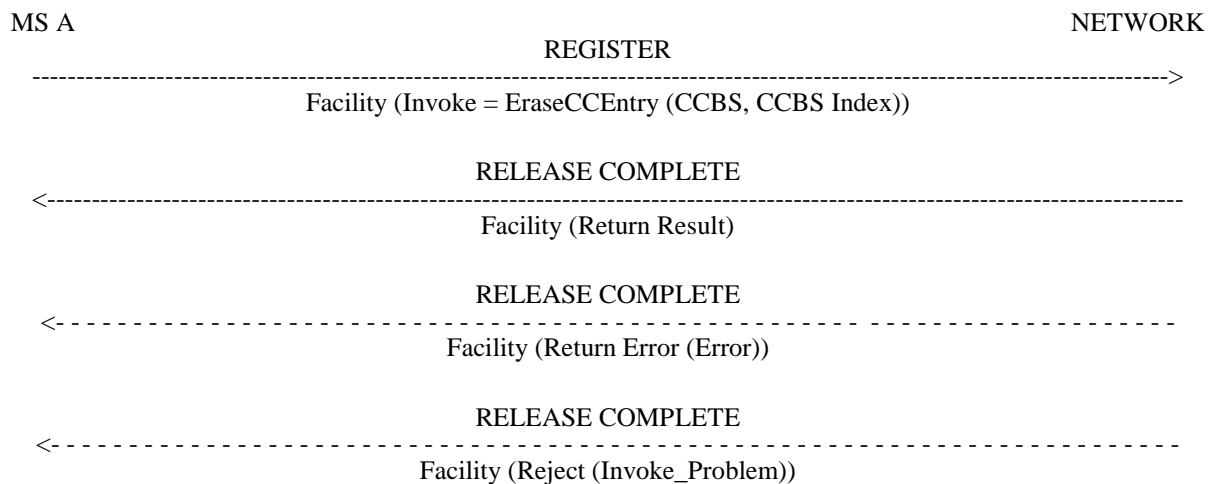 MS A NETWORK
REGISTER
Facility (Invoke = EraseCCEntry (CCBS, CCBS Index))
RELEASE COMPLETE
Facility (Return Result)
RELEASE COMPLETE
Facility (Return Error (Error))
RELEASE COMPLETE
Facility (Reject (Invoke_Problem))